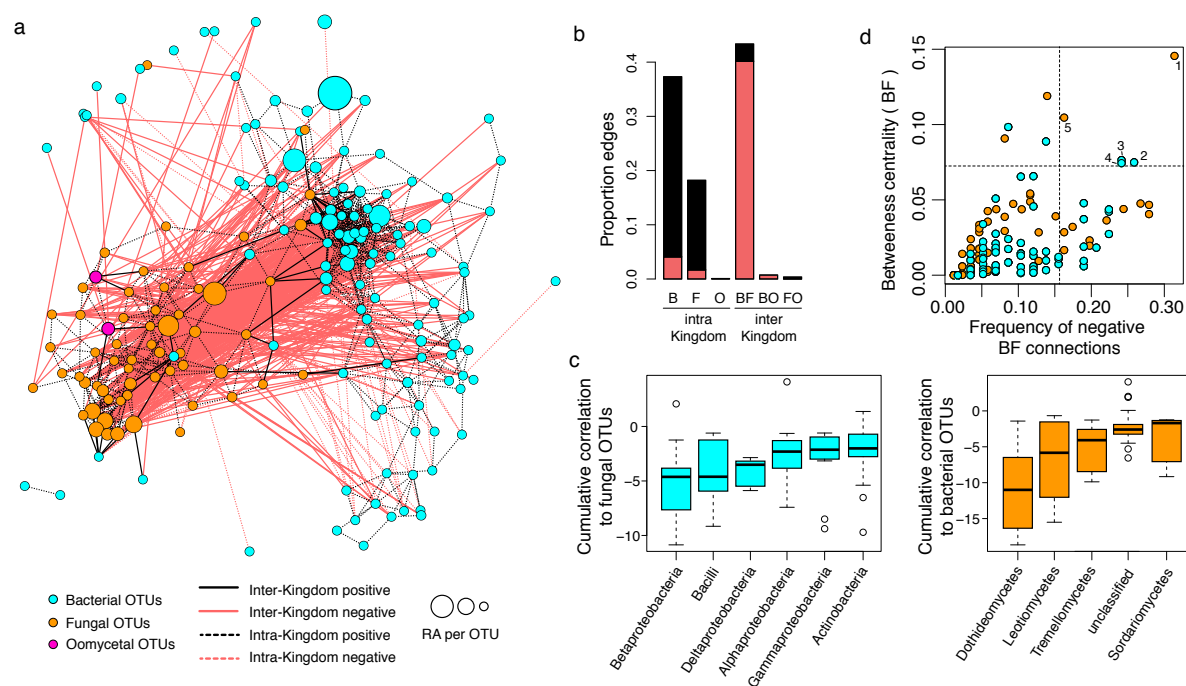 a
Bacterial OTUs
Fungal OTUs
Oomycetal OTUs
Inter-Kingdom positive
Inter-Kingdom negative
Intra-Kingdom positive
Intra-Kingdom negative
RA per OTU
b
Proportion edges
0.4
0.3
0.2
0.1
0.0
B F O BF BO FO
intra Kingdom
inter Kingdom
d
Betweeness centrality ( BF )
0.15
0.10
0.05
0.00
1
5
3
4
2
0.00 0.10 0.20 0.30
Frequency of negative
BF connections
c
Cumulative correlation
to fungal OTUs
0
−5
−10
Betaproteobacteria
Bacilli
Deltaproteobacteria
Alphaproteobacteria
Gammaproteobacteria
Actinobacteria
Cumulative correlation
to bacterial OTUs
0
−5
−10
−15
Dothideomycetes
Leotiomycetes
Tremellomycetes
unclassified
Sordariomycetes